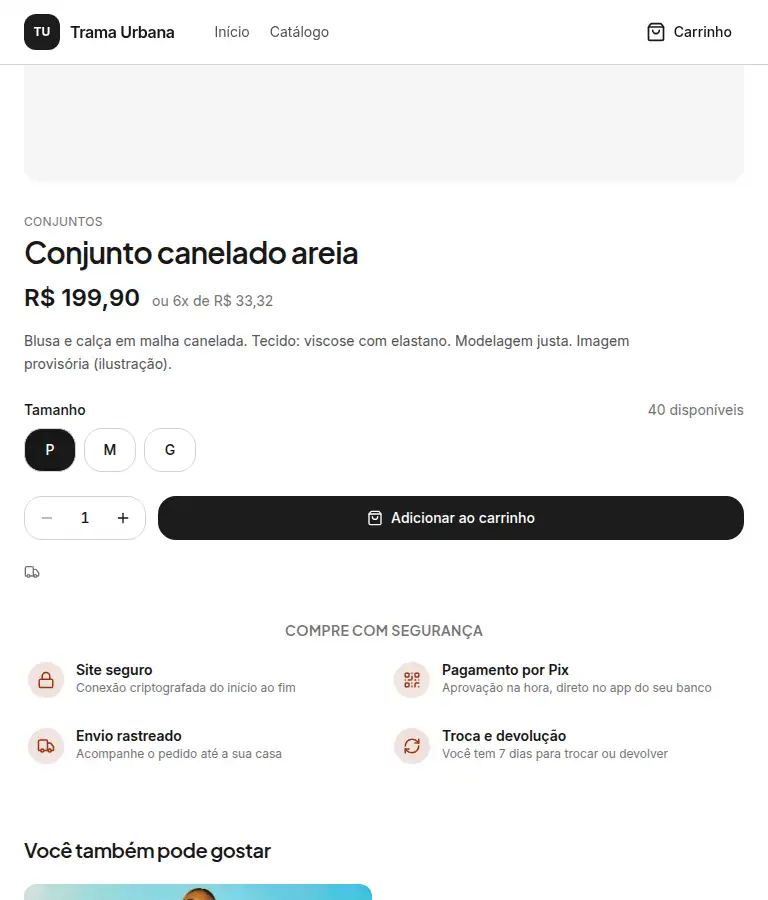 TU
Trama Urbana
Início
Catálogo
Carrinho
CONJUNTOS
Conjunto canelado areia
R$ 199,90 ou 6x de R$ 33,32
Blusa e calça em malha canelada. Tecido: viscose com elastano. Modelagem justa. Imagem
provisória (ilustração).
Tamanho
40 disponíveis
P
M
G
1
Adicionar ao carrinho
COMPRE COM SEGURANÇA
Site seguro
Conexão criptografada do início ao fim
Pagamento por Pix
Aprovação na hora, direto no app do seu banco
Envio rastreado
Acompanhe o pedido até a sua casa
Troca e devolução
Você tem 7 dias para trocar ou devolver
Você também pode gostar